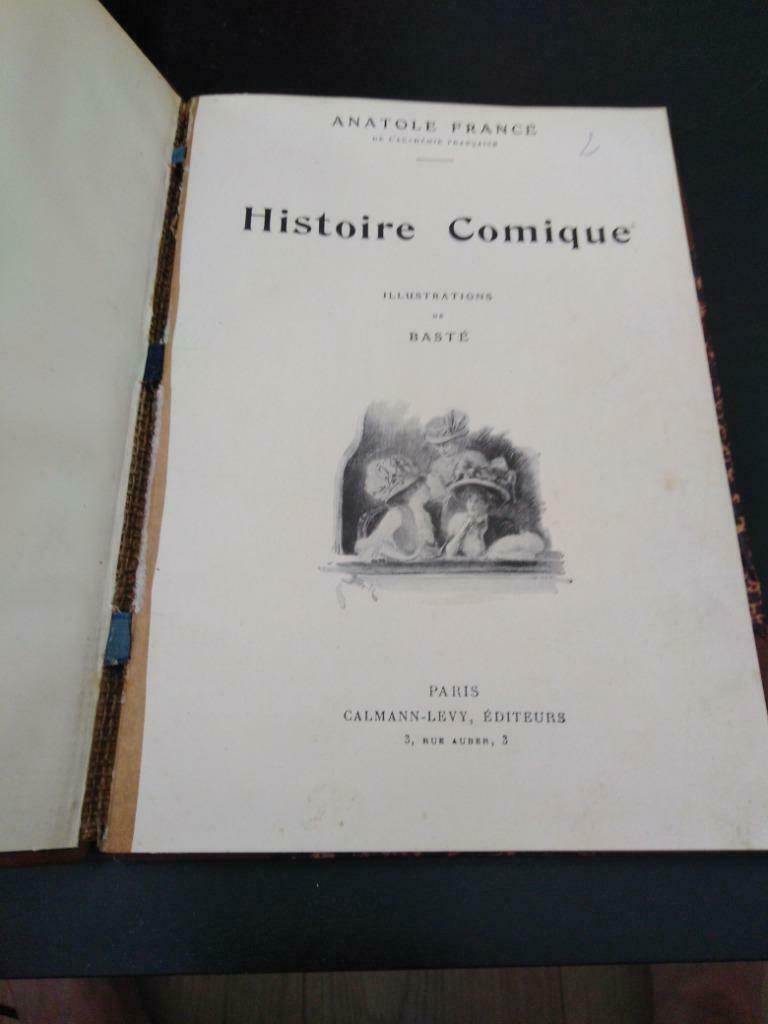 ANATOLE FRANCE
DE L'ACADÉMIE FRANÇAISE
Histoire Comique
ILLUSTRATIONS
DE
BASTÉ
PARIS
CALMANN-LEVY, ÉDITEURS
3, RUE AUBER, 3